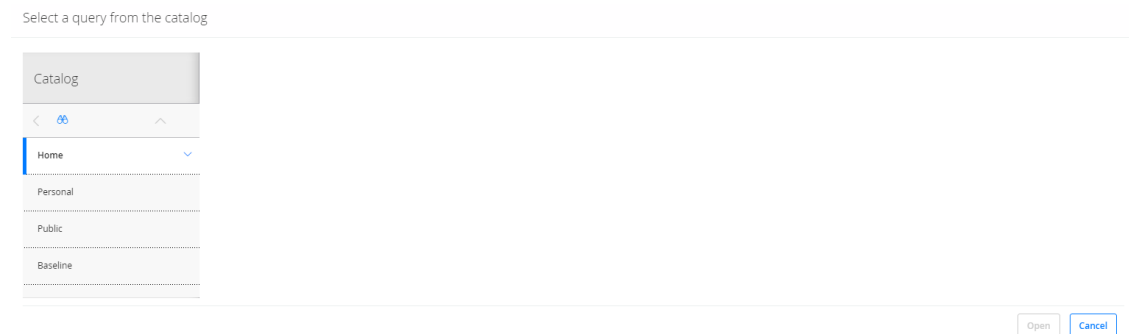 Select a query from the catalog
Catalog
Home
Personal
Public
Baseline
Open Cancel